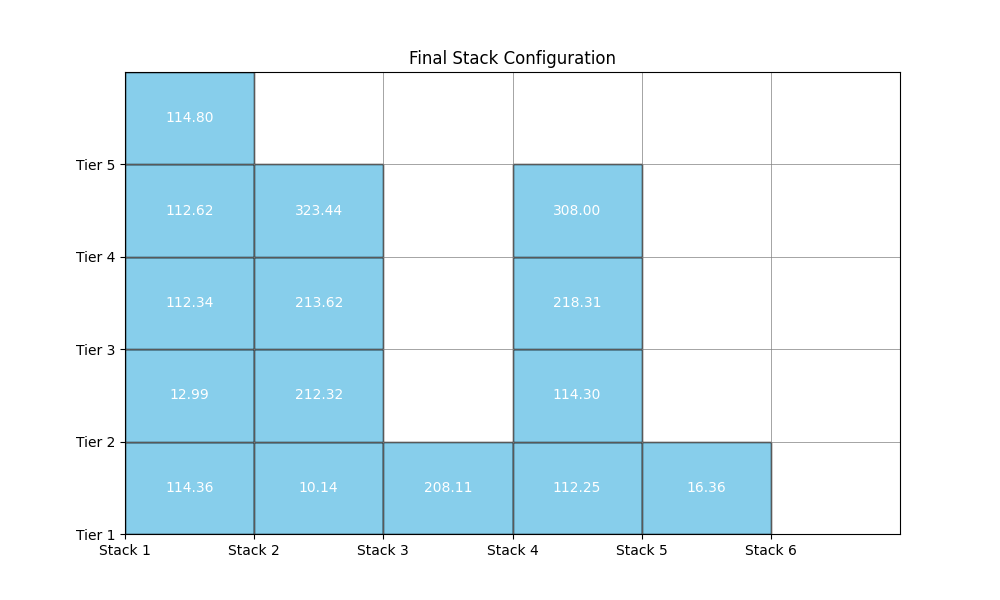 Final Stack Configuration
114.80
Tier 5
112.62 323.44 308.00
Tier 4
112.34 213.62 218.31
Tier 3
12.99 212.32 114.30
Tier 2
114.36 10.14 208.11 112.25 16.36
Tier 1
Stack 1 Stack 2 Stack 3 Stack 4 Stack 5 Stack 6